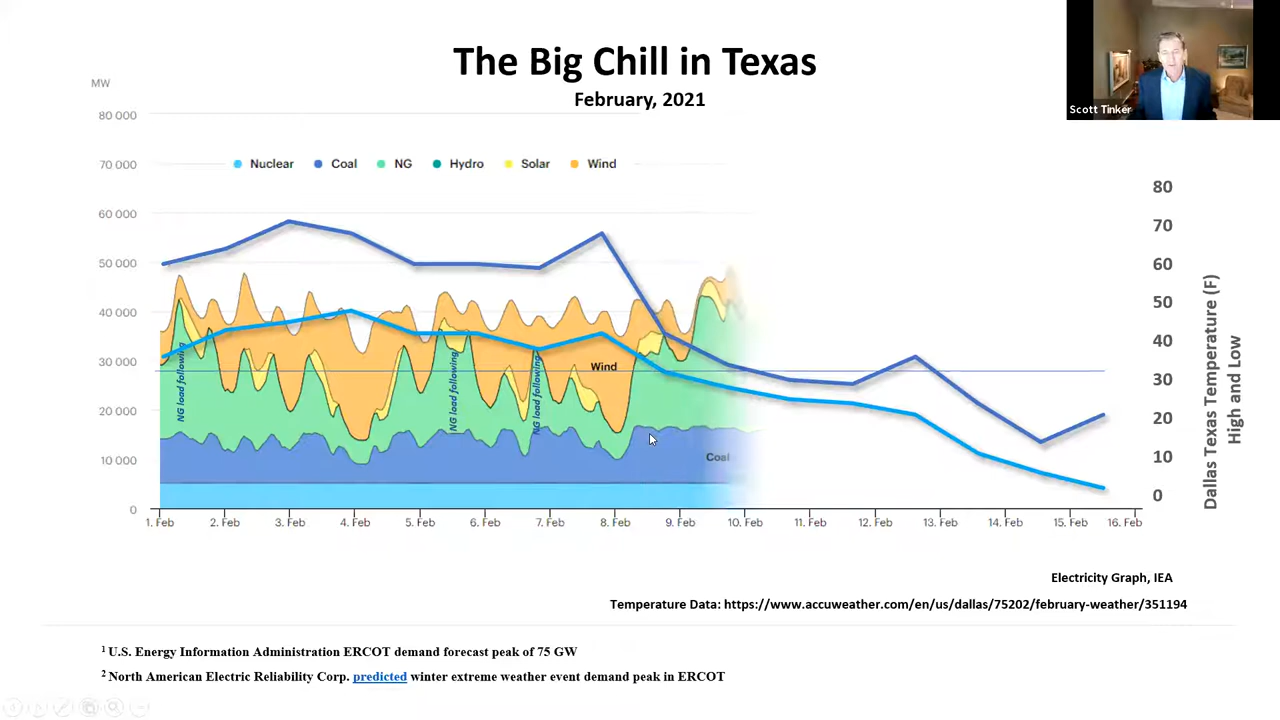 The Big Chill in Texas
February, 2021
Scott Tinker
MW
80 000
70 000
60 000
50 000
40 000
30 000
20 000
10 000
0
Nuclear Coal NG Hydro Solar Wind
NG load following
NG load following
NG load following
Wind
Coal
80
70
60
50
40
30
20
10
0
Dallas Texas Temperature (F)
High and Low
1. Feb 2. Feb 3. Feb 4. Feb 5. Feb 6. Feb 7. Feb 8. Feb 9. Feb 10. Feb 11. Feb 12. Feb 13. Feb 14. Feb 15. Feb 16. Feb
Electricity Graph, IEA
Temperature Data: https://www.accuweather.com/en/us/dallas/75202/february-weather/351194
1 U.S. Energy Information Administration ERCOT demand forecast peak of 75 GW
2 North American Electric Reliability Corp. predicted winter extreme weather event demand peak in ERCOT